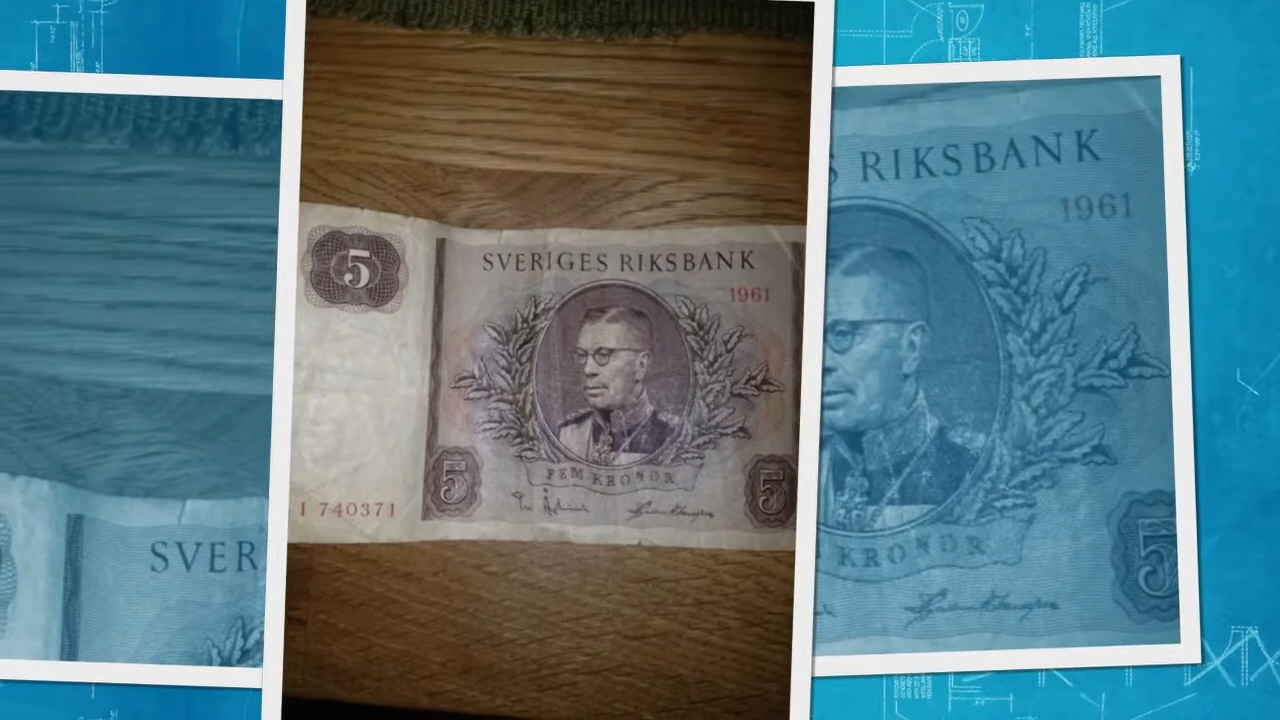 5
SVERIGES RIKSBANK
1961
FEM KRONOR
5
5
I 740371
SVER
S RIKSBANK
1961
KRONOR
5